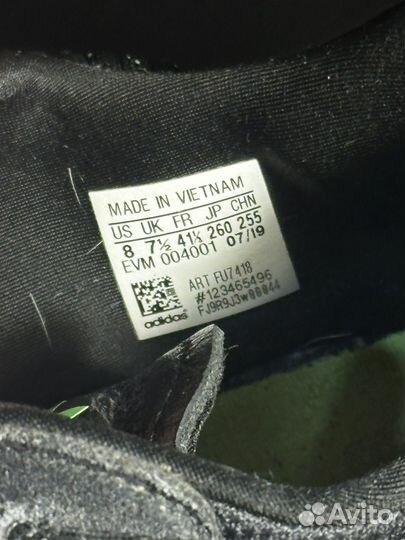 MADE IN VIETNAM
US UK FR JP CHN
8 7½ 41⅓ 260 255
EVM 004001 07/19
ART FU7418
#123465496
FJ9R9J3W00044
adidas
Avito